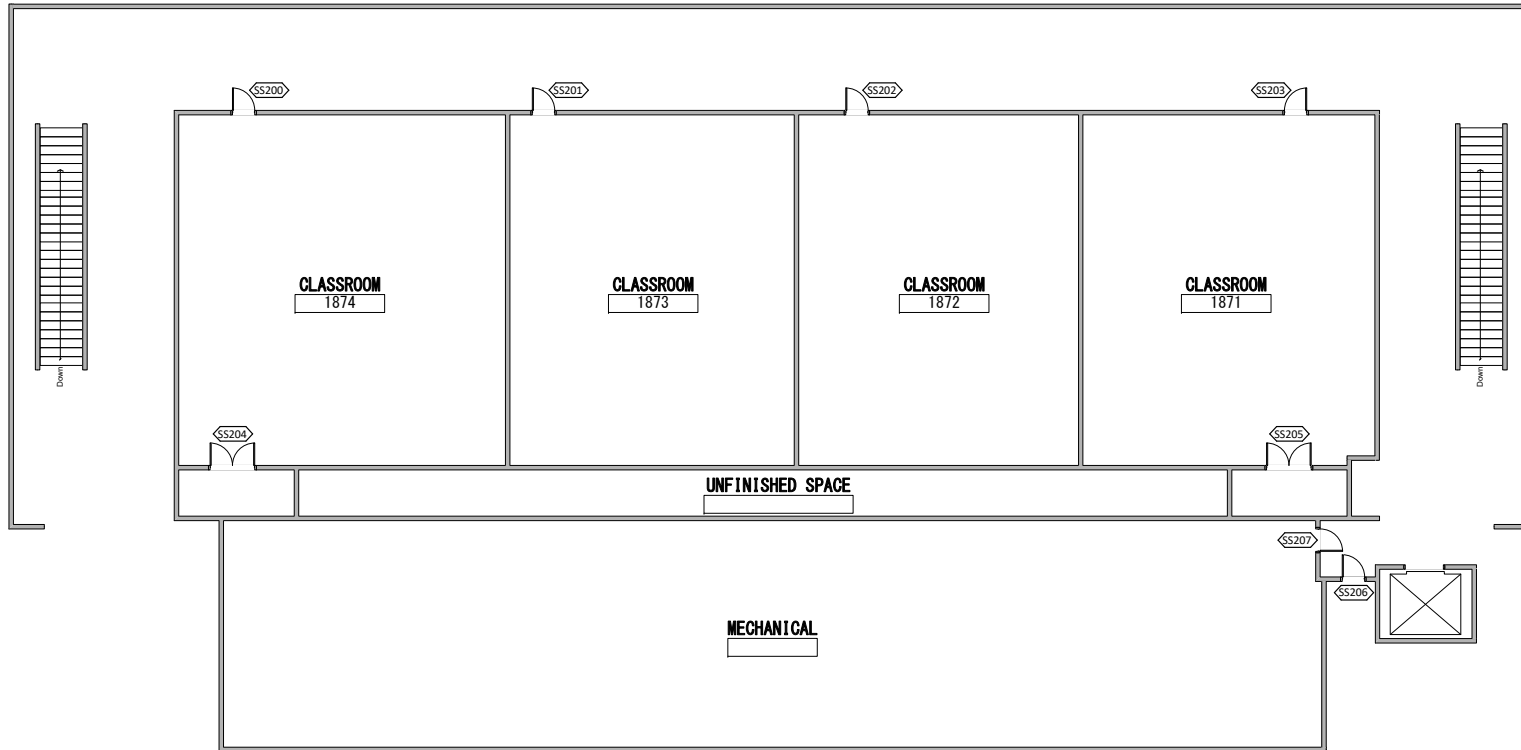 SS200
SS201
SS202
SS203
CLASSROOM
1874
CLASSROOM
1873
CLASSROOM
1872
CLASSROOM
1871
Down
Down
SS204
SS205
UNFINISHED SPACE
SS207
SS206
MECHANICAL